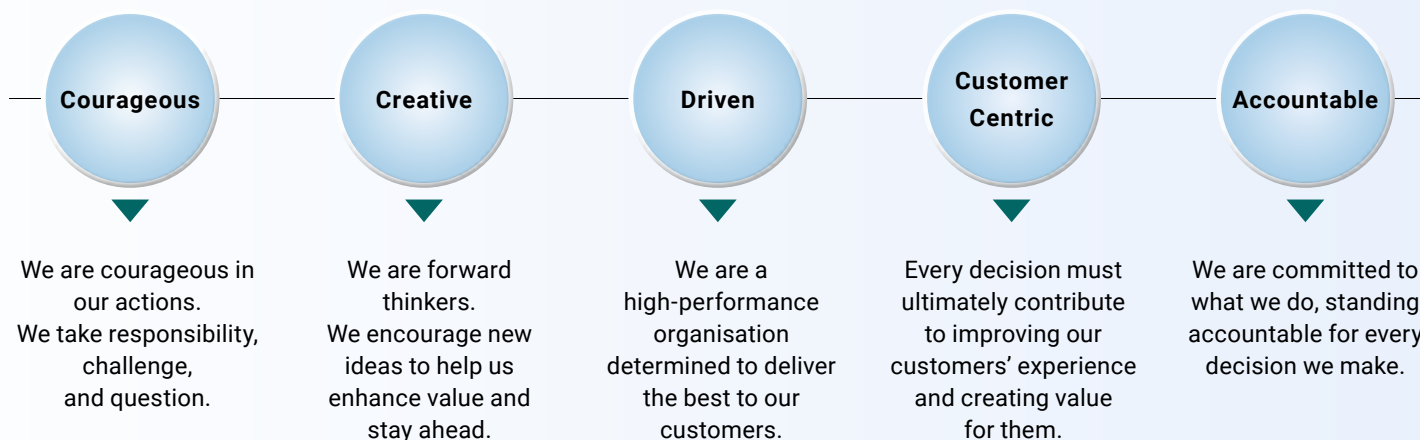 Courageous
Creative
Driven
Customer
Centric
Accountable
We are courageous in
our actions.
We take responsibility,
challenge,
and question.
We are forward
thinkers.
We encourage new
ideas to help us
enhance value and
stay ahead.
We are a
high-performance
organisation
determined to deliver
the best to our
customers.
Every decision must
ultimately contribute
to improving our
customers’ experience
and creating value
for them.
We are committed to
what we do, standing
accountable for every
decision we make.